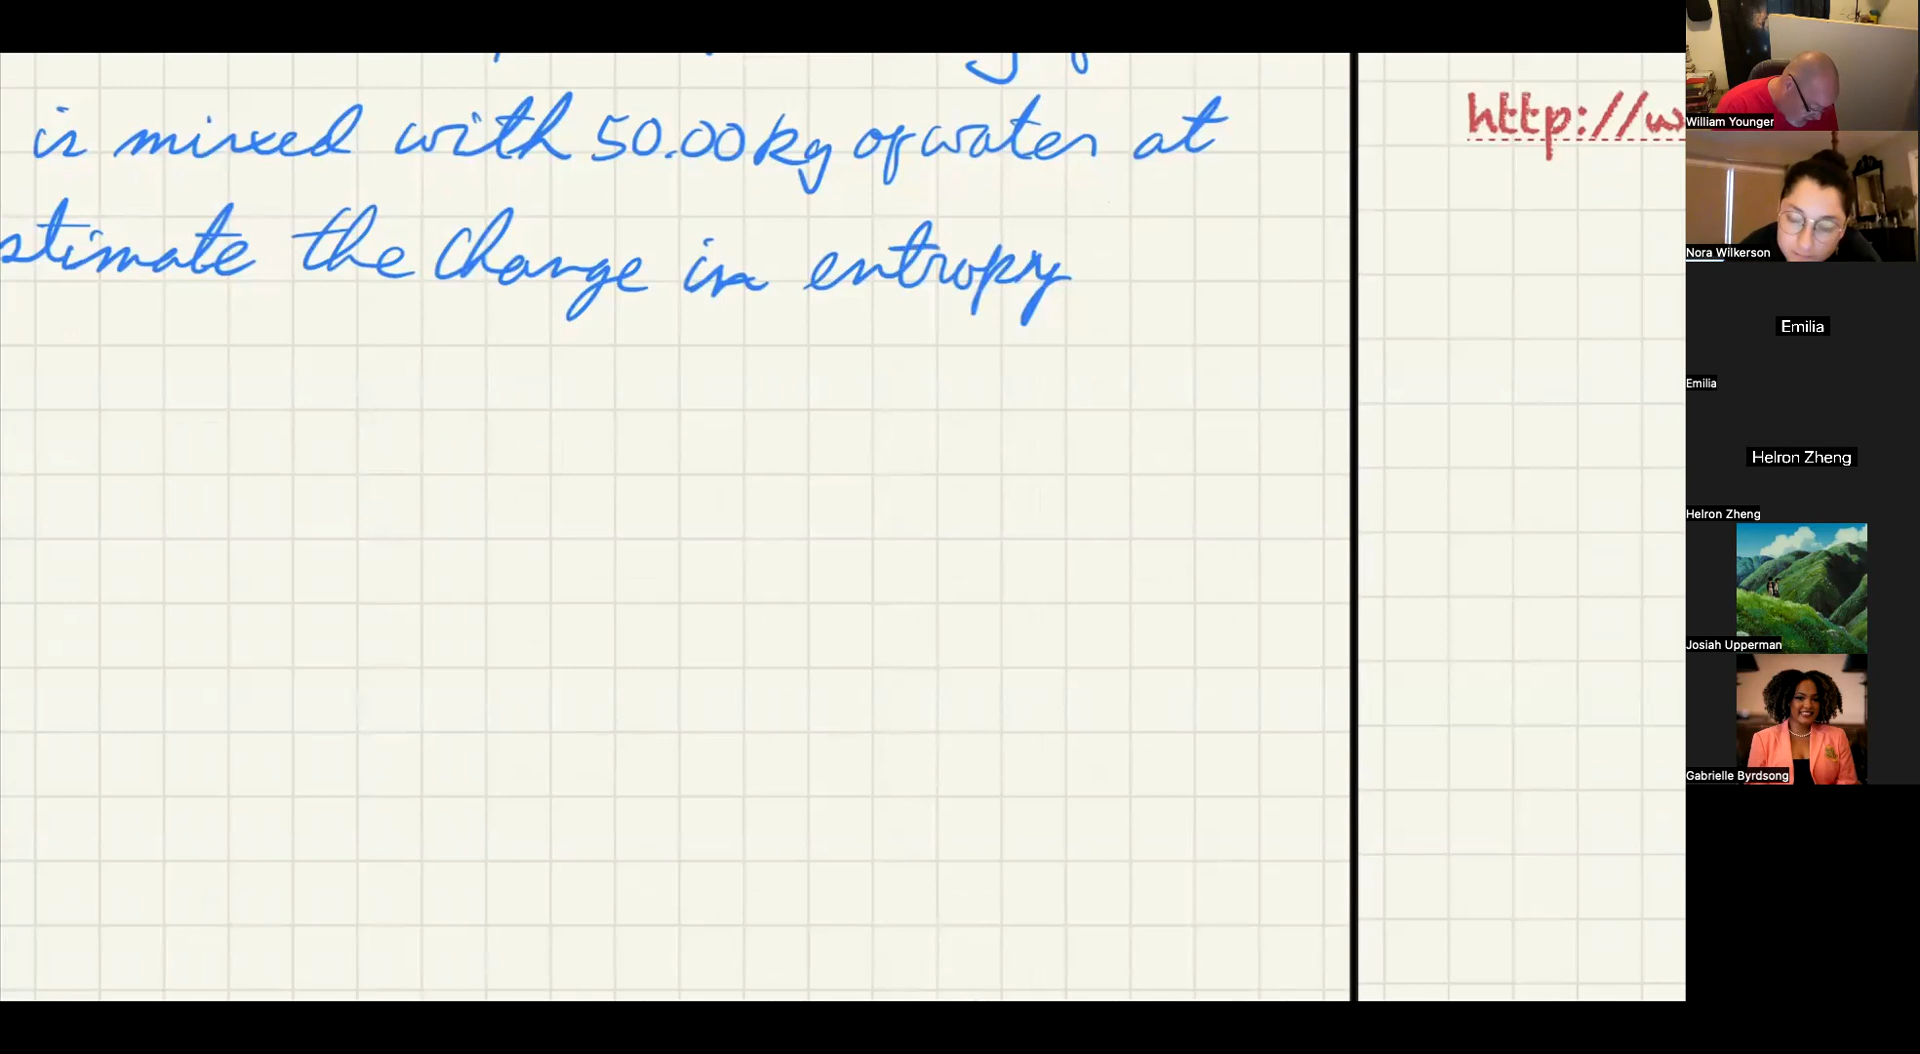 is mixed with 50.00kg of water at
stimate the change in entropy
http://w
William Younger
Nora Wilkerson
Emilia
Emilia
Helron Zheng
Helron Zheng
Josiah Upperman
Gabrielle Byrdsong